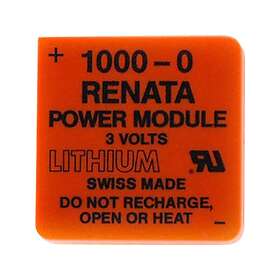 + 1000-0
RENATA
POWER MODULE
3 VOLTS
LITHIUM
SWISS MADE
DO NOT RECHARGE,
OPEN OR HEAT -